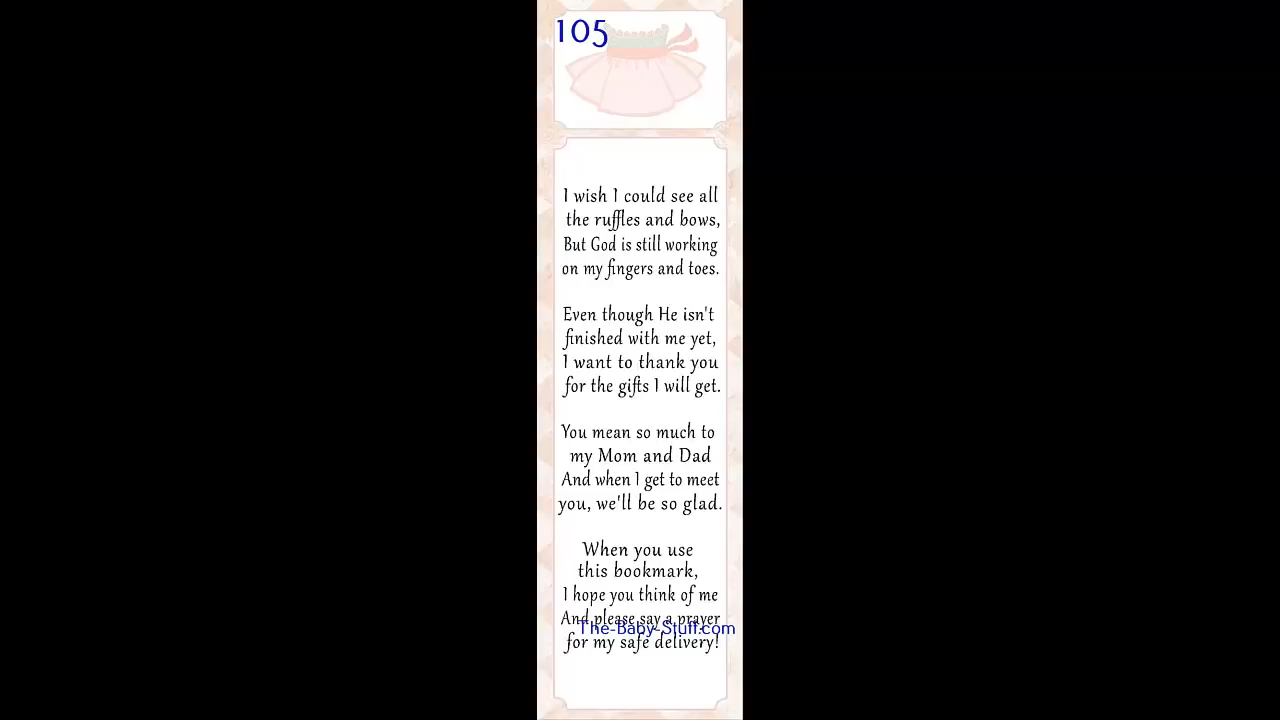 105
I wish I could see all
the ruffles and bows,
But God is still working
on my fingers and toes.
Even though He isn't
finished with me yet,
I want to thank you
for the gifts I will get.
You mean so much to
my Mom and Dad
And when I get to meet
you, we'll be so glad.
When you use
this bookmark,
I hope you think of me
And please say a prayer
The-Baby-Stuff.com
for my safe delivery!